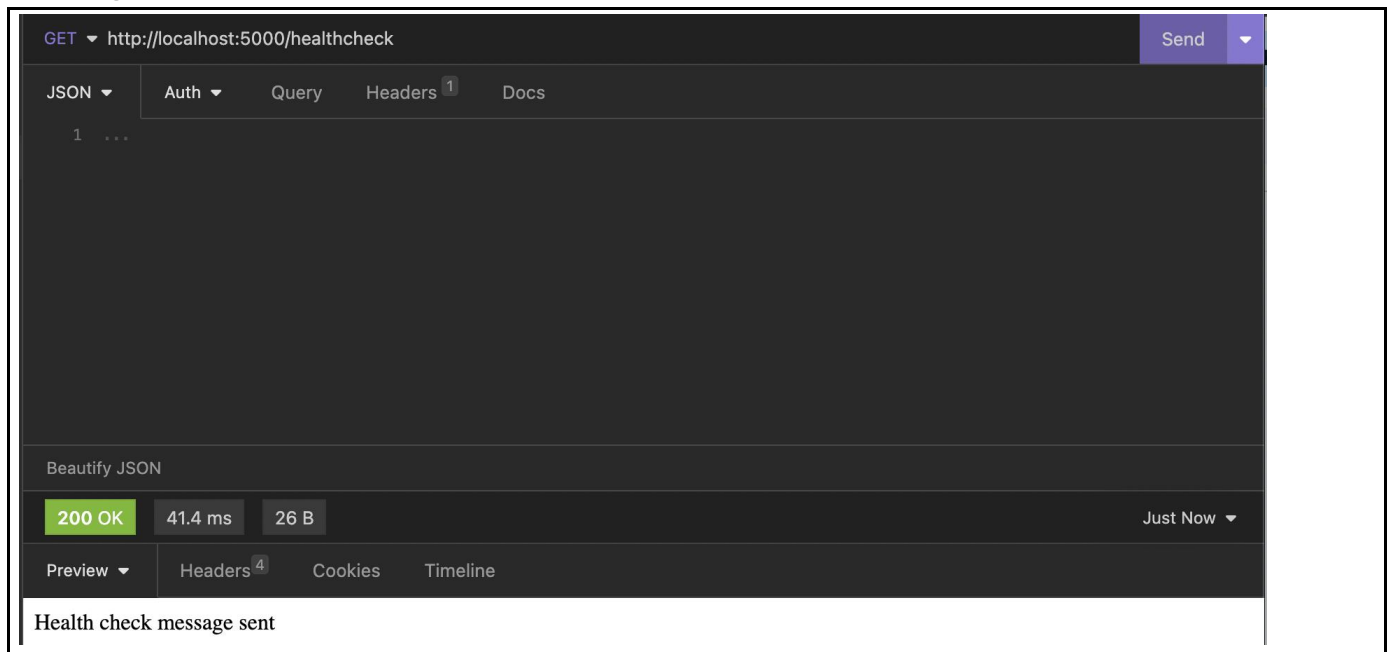 GET http://localhost:5000/healthcheck Send
JSON Auth Query Headers 1 Docs
1 ...
Beautify JSON
200 OK 41.4 ms 26 B Just Now
Preview Headers 4 Cookies Timeline
Health check message sent